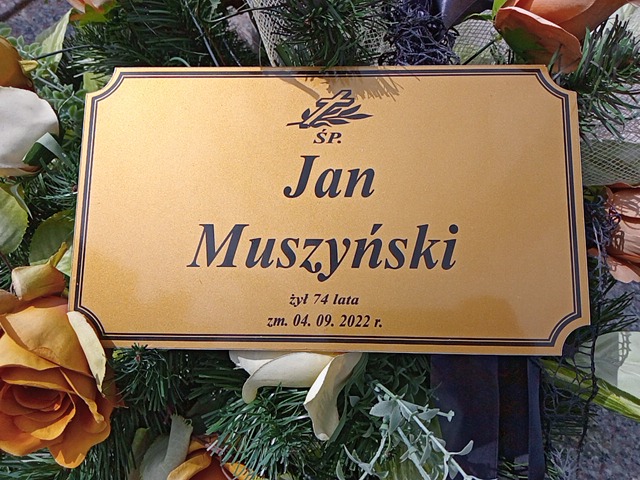 ŚP.
Jan
Muszyński
żył 74 lata
zm. 04. 09. 2022 r.